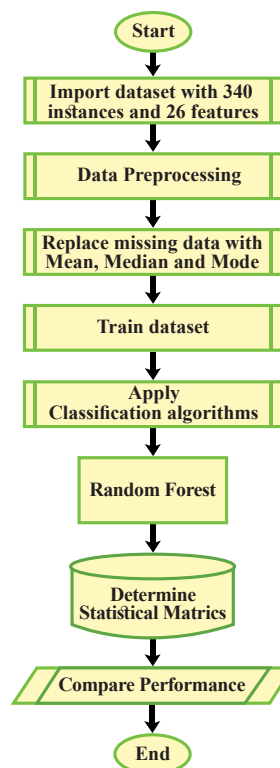 Start
Import dataset with 340
instances and 26 features
Data Preprocessing
Replace missing data with
Mean, Median and Mode
Train dataset
Apply
Classification algorithms
Random Forest
Determine
Statistical Matrics
Compare Performance
End